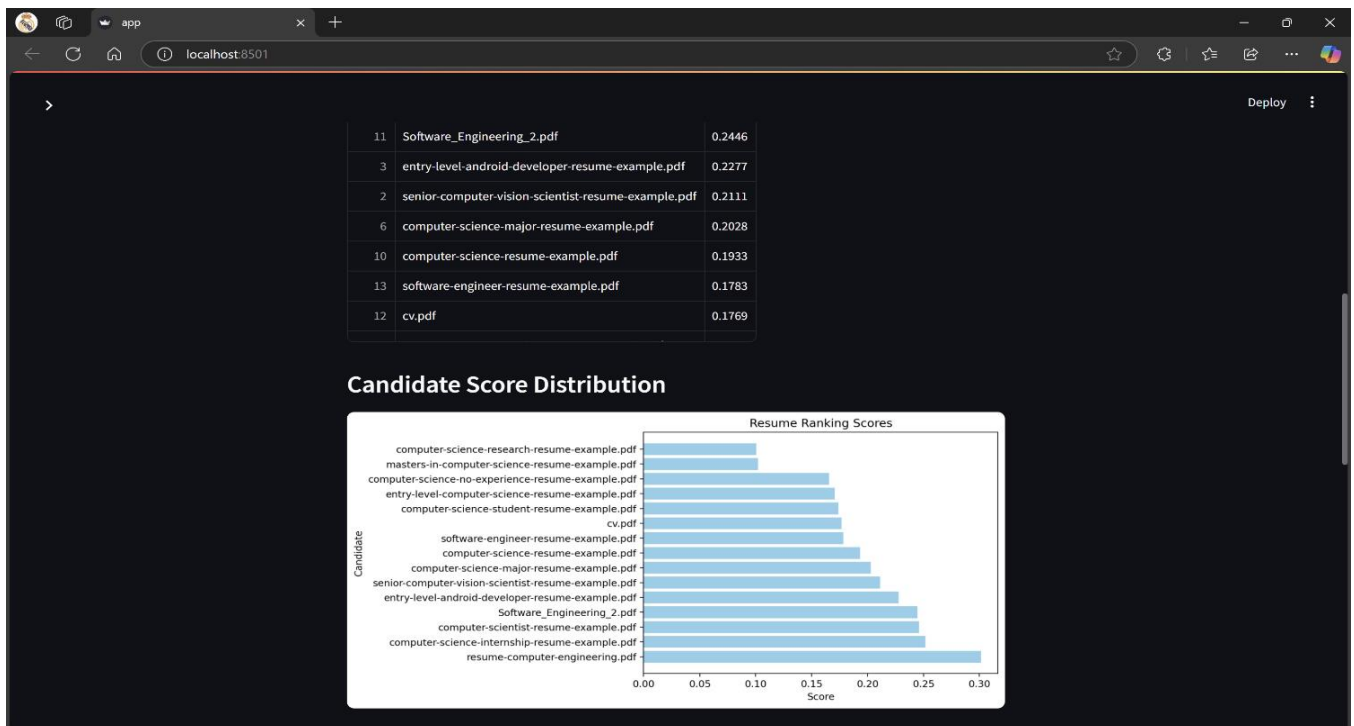 app
localhost:8501
Deploy
11 Software_Engineering_2.pdf 0.2446
3 entry-level-android-developer-resume-example.pdf 0.2277
2 senior-computer-vision-scientist-resume-example.pdf 0.2111
6 computer-science-major-resume-example.pdf 0.2028
10 computer-science-resume-example.pdf 0.1933
13 software-engineer-resume-example.pdf 0.1783
12 cv.pdf 0.1769
Candidate Score Distribution
Resume Ranking Scores
computer-science-research-resume-example.pdf
masters-in-computer-science-resume-example.pdf
computer-science-no-experience-resume-example.pdf
entry-level-computer-science-resume-example.pdf
computer-science-student-resume-example.pdf
cv.pdf
software-engineer-resume-example.pdf
computer-science-resume-example.pdf
computer-science-major-resume-example.pdf
senior-computer-vision-scientist-resume-example.pdf
entry-level-android-developer-resume-example.pdf
Software_Engineering_2.pdf
computer-scientist-resume-example.pdf
computer-science-internship-resume-example.pdf
resume-computer-engineering.pdf
Candidate
0.00 0.05 0.10 0.15 0.20 0.25 0.30
Score